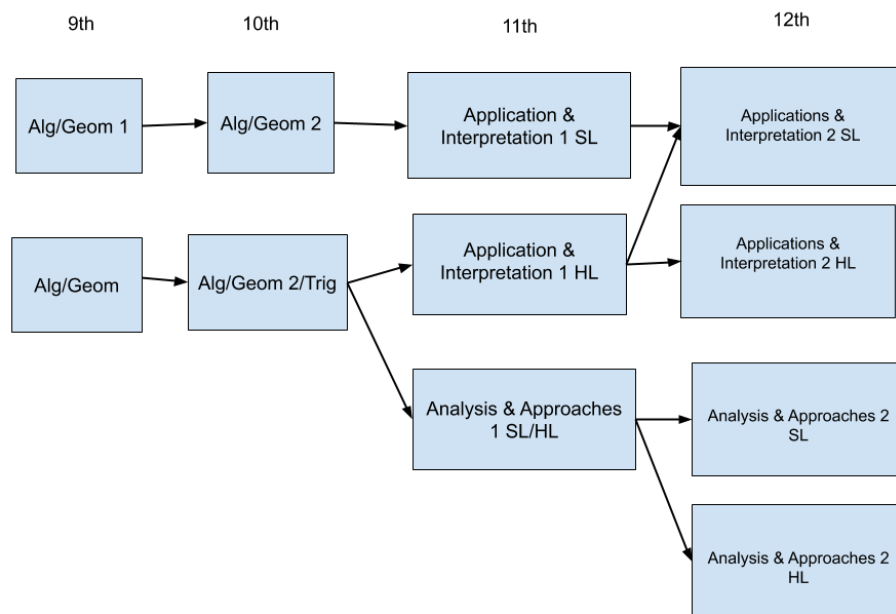 9th
10th
11th
12th
Alg/Geom 1
Alg/Geom 2
Application &
Interpretation 1 SL
Applications &
Interpretation 2 SL
Alg/Geom
Alg/Geom 2/Trig
Application &
Interpretation 1 HL
Applications &
Interpretation 2 HL
Analysis & Approaches
1 SL/HL
Analysis & Approaches 2
SL
Analysis & Approaches 2
HL